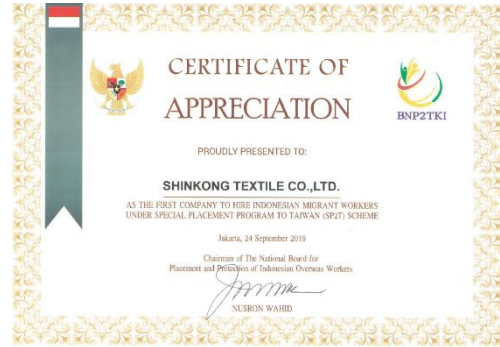 CERTIFICATE OF
APPRECIATION
BNP2TKI
PROUDLY PRESENTED TO:
SHINKONG TEXTILE CO.,LTD.
AS THE FIRST COMPANY TO HIRE INDONESIAN MIGRANT WORKERS
UNDER SPECIAL PLACEMENT PROGRAM TO TAIWAN (SP2T) SCHEME
Jakarta, 24 September 2016
Chairman of The National Board for
Placement and Protection of Indonesian Overseas Workers
NUSRON WAHID